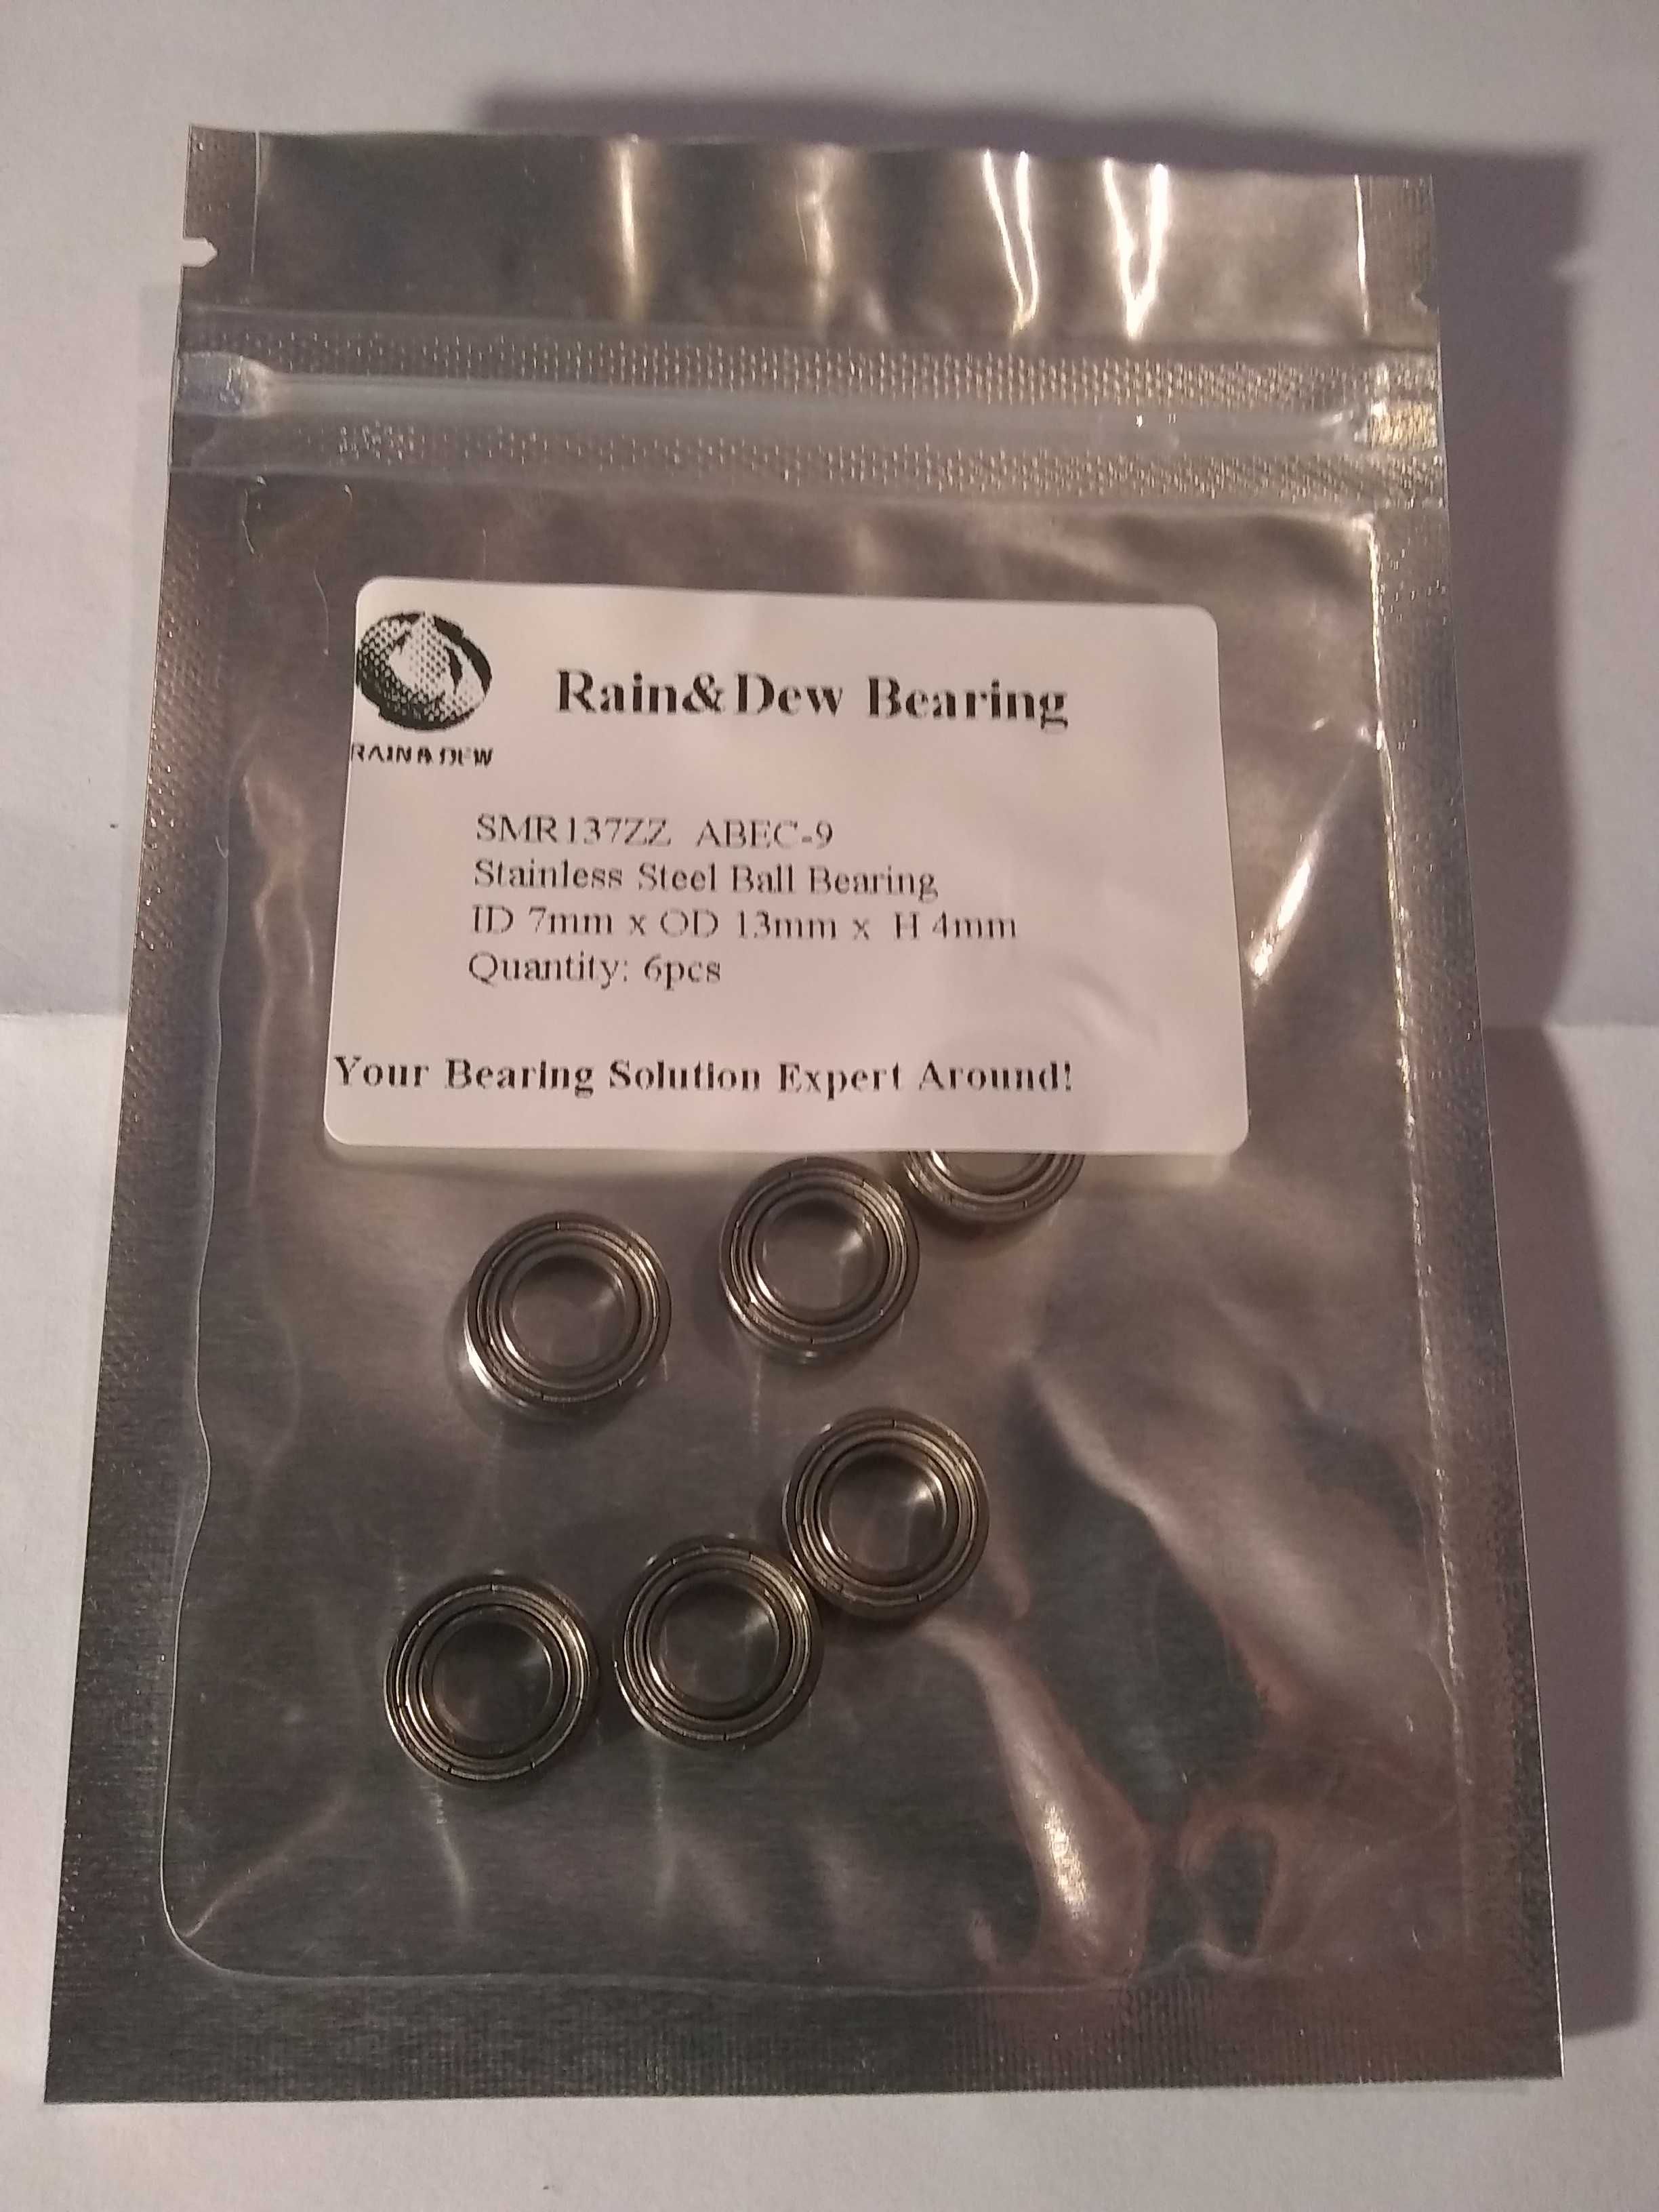 Rain&Dew Bearing
RAIN & DEW
SMR137ZZ ABEC-9
Stainless Steel Ball Bearing
ID 7mm x OD 13mm x H 4mm
Quantity: 6pcs
Your Bearing Solution Expert Around!